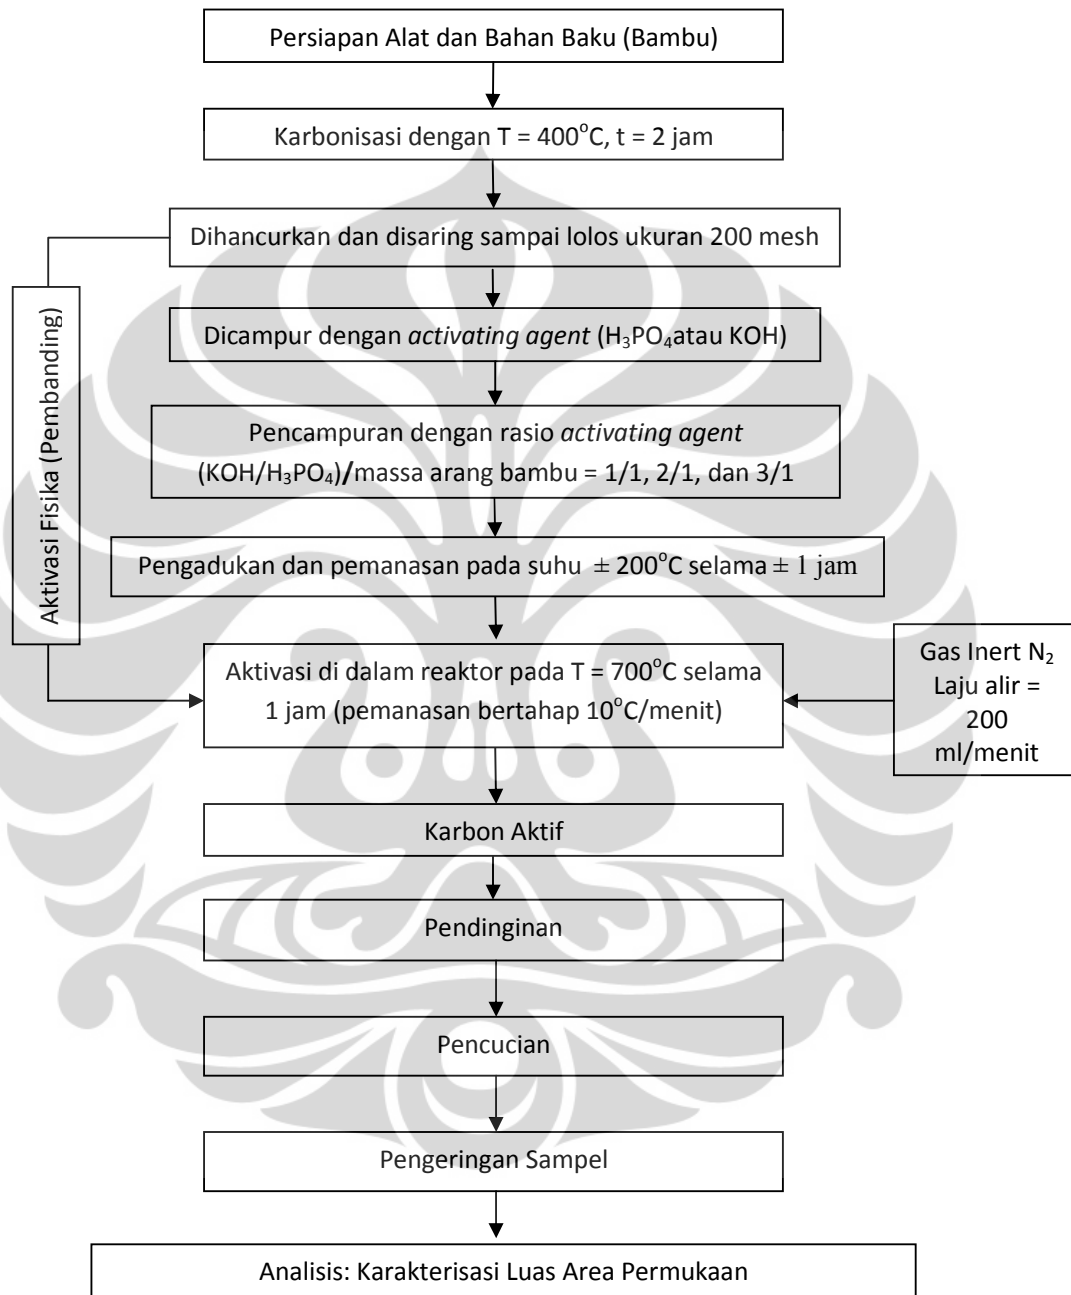 Persiapan Alat dan Bahan Baku (Bambu)
Karbonisasi dengan T = 400°C, t = 2 jam
Dihancurkan dan disaring sampai lolos ukuran 200 mesh
Aktivasi Fisika (Pembanding)
Dicampur dengan activating agent (H₃PO₄atau KOH)
Pencampuran dengan rasio activating agent
(KOH/H₃PO₄)/massa arang bambu = 1/1, 2/1, dan 3/1
Pengadukan dan pemanasan pada suhu ± 200°C selama ± 1 jam
Aktivasi di dalam reaktor pada T = 700°C selama
1 jam (pemanasan bertahap 10°C/menit)
Gas Inert N₂
Laju alir =
200
ml/menit
Karbon Aktif
Pendinginan
Pencucian
Pengeringan Sampel
Analisis: Karakterisasi Luas Area Permukaan